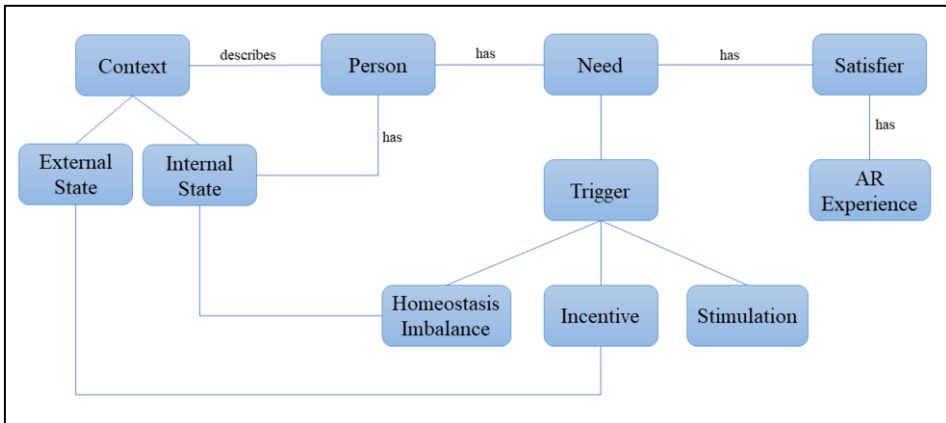 Context
describes
Person
has
Need
has
Satisfier
has
has
External
State
Internal
State
Trigger
AR
Experience
Homeostasis
Imbalance
Incentive
Stimulation